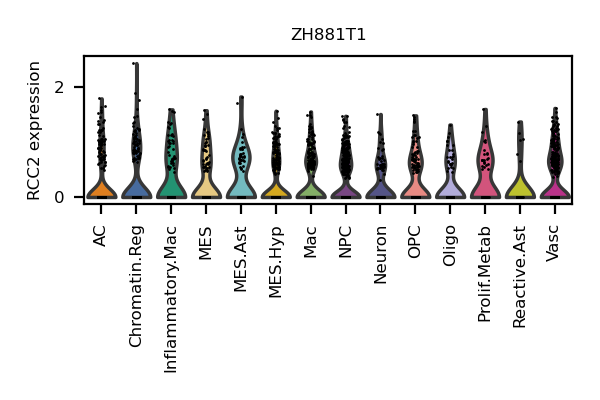 ZH881T1
RCC2 expression
2
0
AC
Chromatin.Reg
Inflammatory.Mac
MES
MES.Ast
MES.Hyp
Mac
NPC
Neuron
OPC
Oligo
Prolif.Metab
Reactive.Ast
Vasc